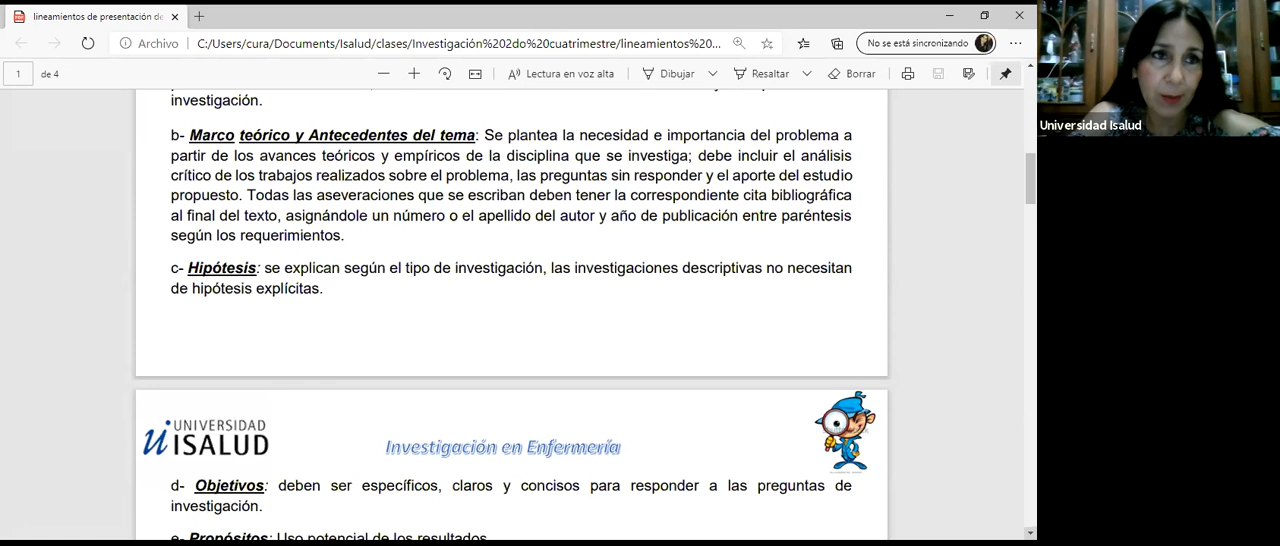 lineamientos de presentación de
Archivo
C:/Users/cura/Documents/Isalud/clases/Investigación%202do%20cuatrimestre/lineamientos%20...
No se está sincronizando
1
de 4
Lectura en voz alta
Dibujar
Resaltar
Borrar
Universidad Isalud
investigación.
b- Marco teórico y Antecedentes del tema: Se plantea la necesidad e importancia del problema a
partir de los avances teóricos y empíricos de la disciplina que se investiga; debe incluir el análisis
crítico de los trabajos realizados sobre el problema, las preguntas sin responder y el aporte del estudio
propuesto. Todas las aseveraciones que se escriban deben tener la correspondiente cita bibliográfica
al final del texto, asignándole un número o el apellido del autor y año de publicación entre paréntesis
según los requerimientos.
c- Hipótesis: se explican según el tipo de investigación, las investigaciones descriptivas no necesitan
de hipótesis explícitas.
UNIVERSIDAD
ISALUD
Investigación en Enfermería
d- Objetivos: deben ser específicos, claros y concisos para responder a las preguntas de
investigación.
e- Propósitos: Uso potencial de los resultados